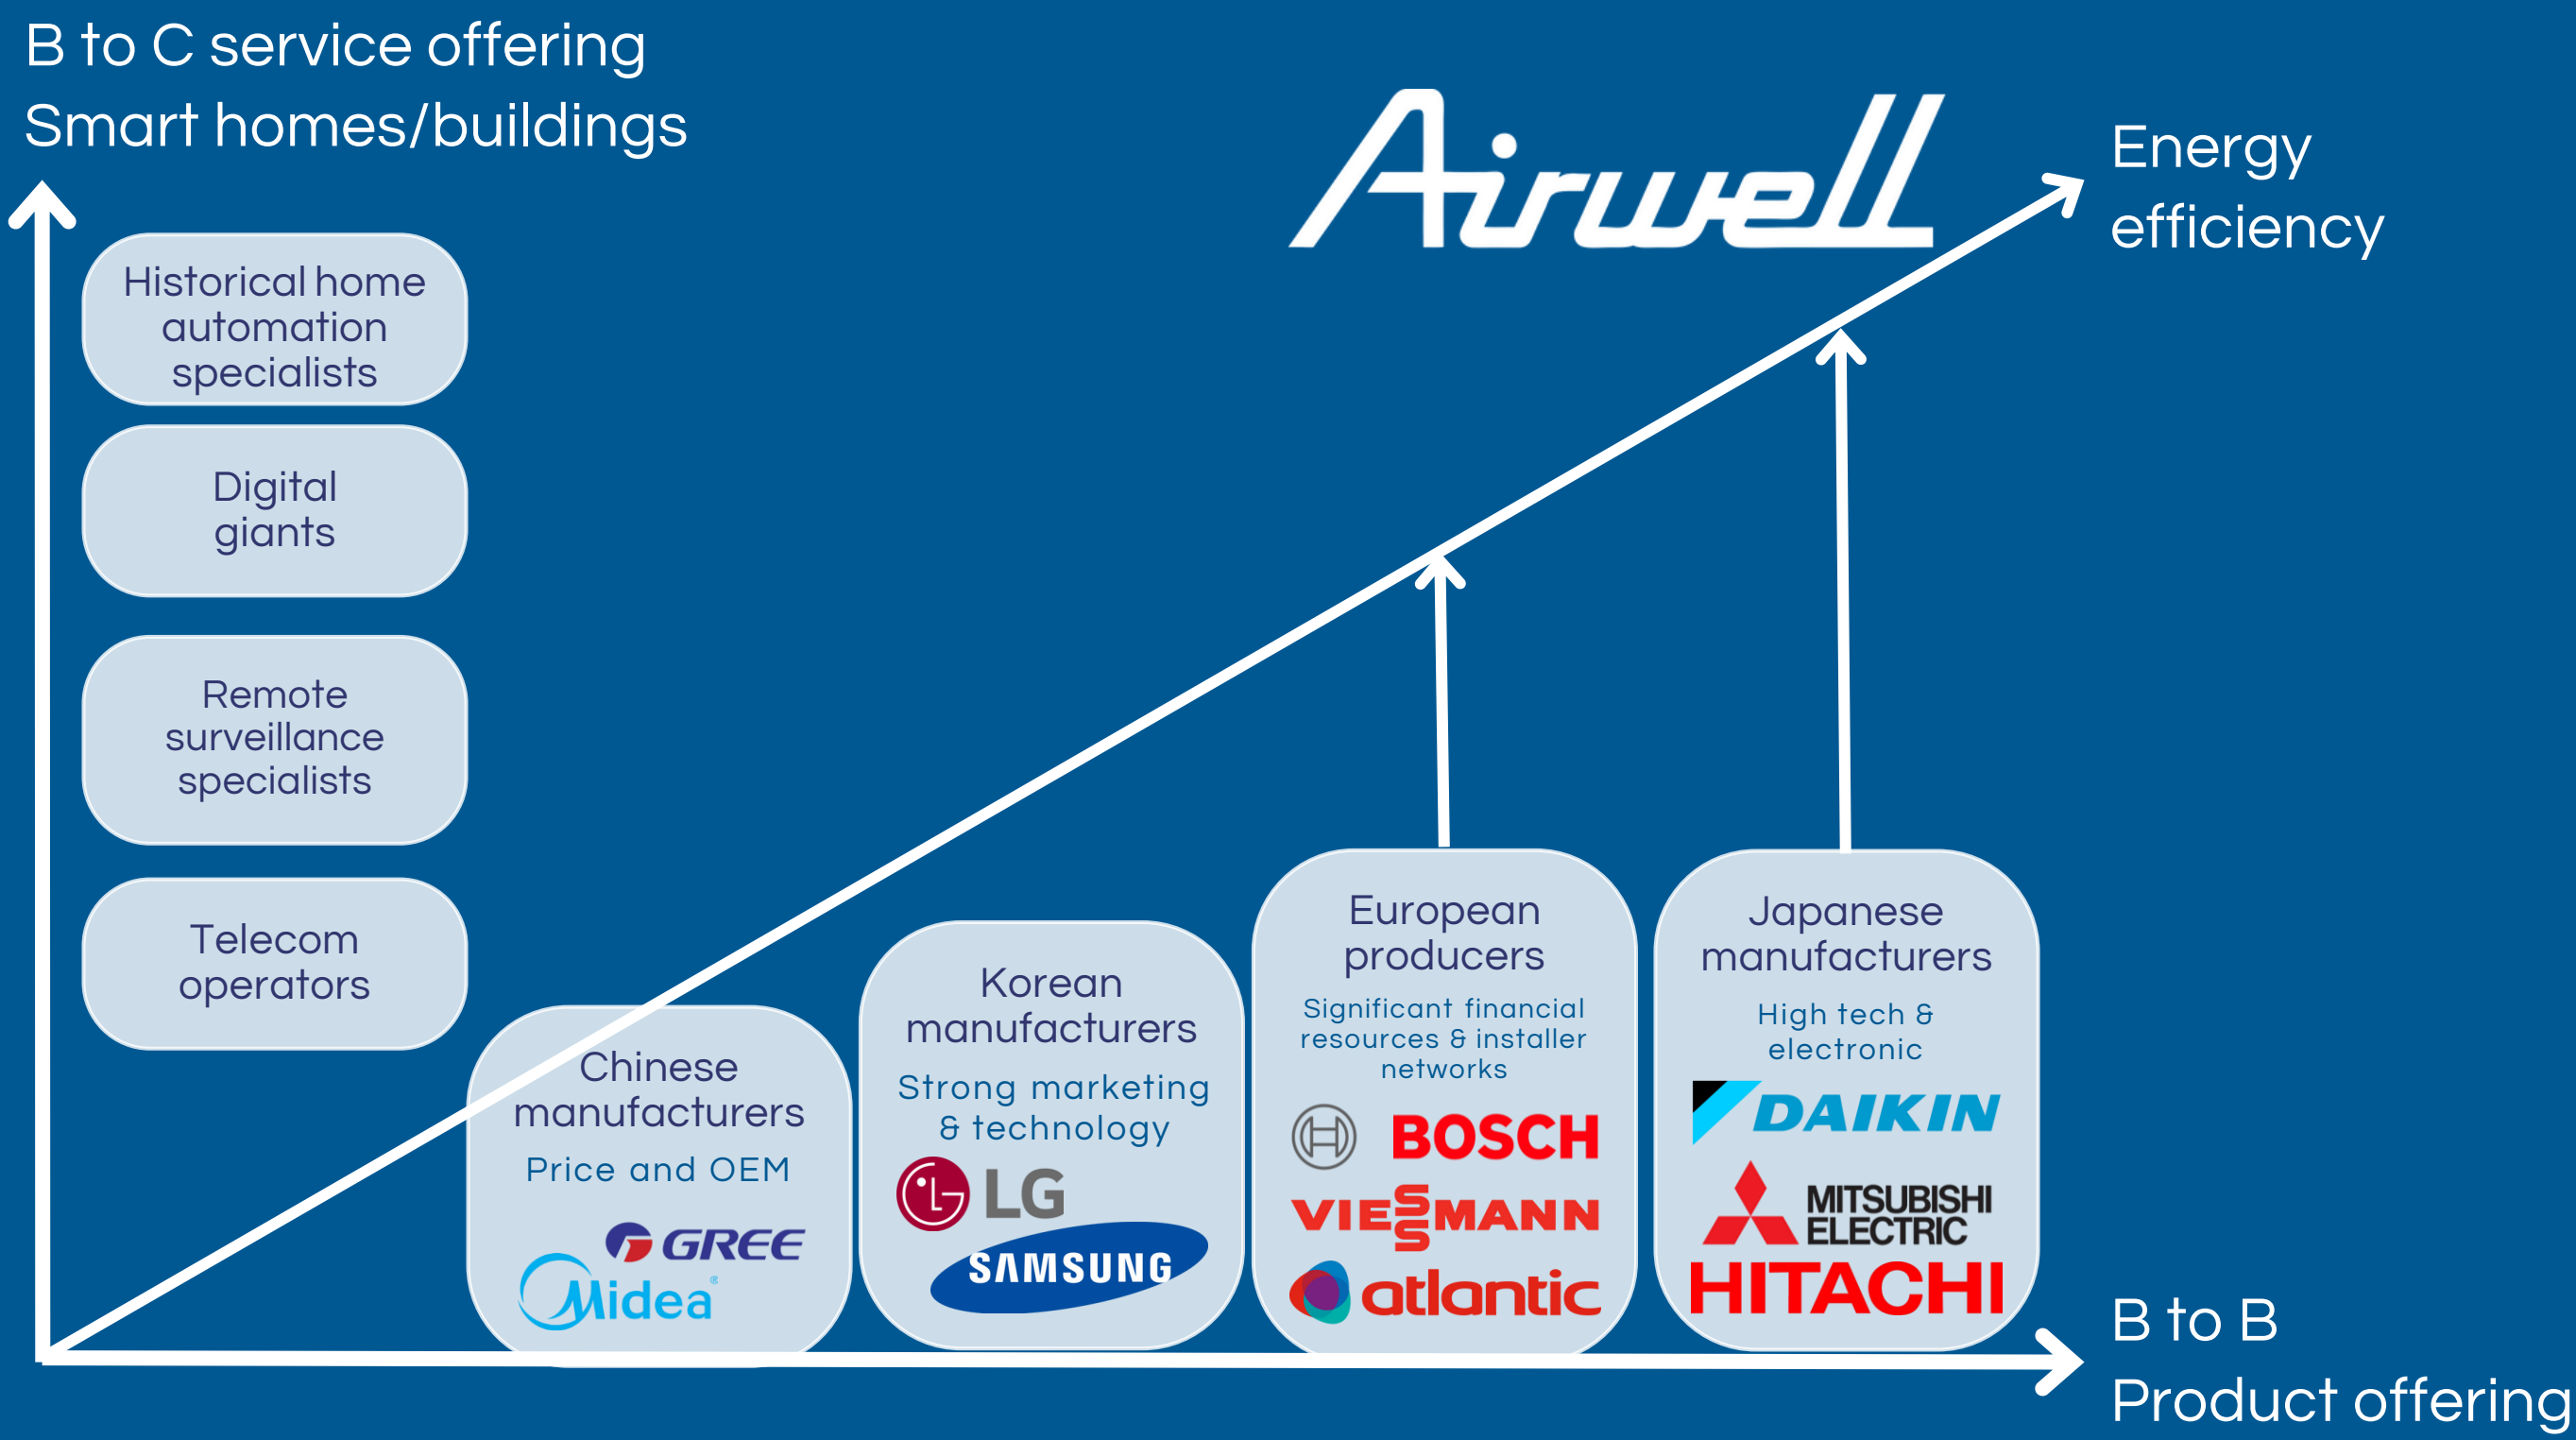 B to C service offering
Smart homes/buildings
Airwell
Energy
efficiency
Historical home
automation
specialists
Digital
giants
Remote
surveillance
specialists
Telecom
operators
Chinese
manufacturers
Price and OEM
GREE
Midea®
Korean
manufacturers
Strong marketing
& technology
LG LG
SAMSUNG
European
producers
Significant financial
resources & installer
networks
BOSCH
VIESSMANN
atlantic
Japanese
manufacturers
High tech &
electronic
DAIKIN
MITSUBISHI
ELECTRIC
HITACHI
B to B
Product offering